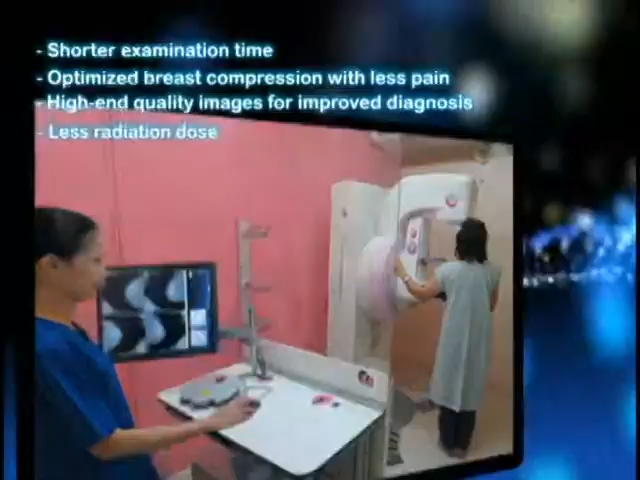 - Shorter examination time
- Optimized breast compression with less pain
- High-end quality images for improved diagnosis
- Less radiation dose